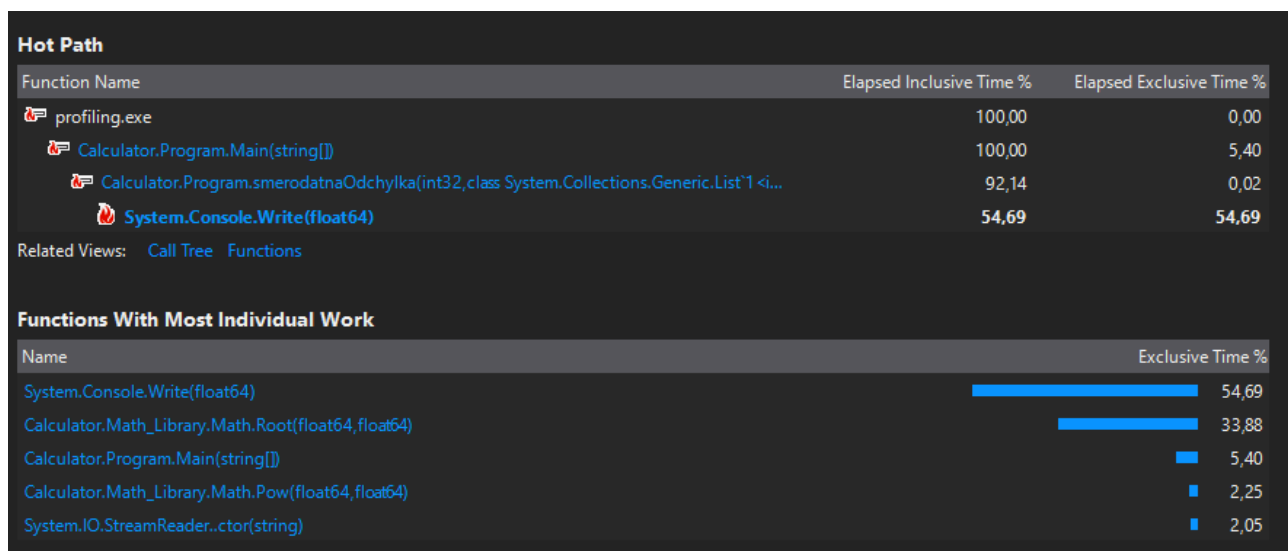 Hot Path
Function Name Elapsed Inclusive Time % Elapsed Exclusive Time %
profiling.exe 100,00 0,00
Calculator.Program.Main(string[]) 100,00 5,40
Calculator.Program.smerodatnaOdchylka(int32,class System.Collections.Generic.List`1<i... 92,14 0,02
System.Console.Write(float64) 54,69 54,69
Related Views: Call Tree Functions
Functions With Most Individual Work
Name Exclusive Time %
System.Console.Write(float64) 54,69
Calculator.Math_Library.Math.Root(float64,float64) 33,88
Calculator.Program.Main(string[]) 5,40
Calculator.Math_Library.Math.Pow(float64,float64) 2,25
System.IO.StreamReader..ctor(string) 2,05